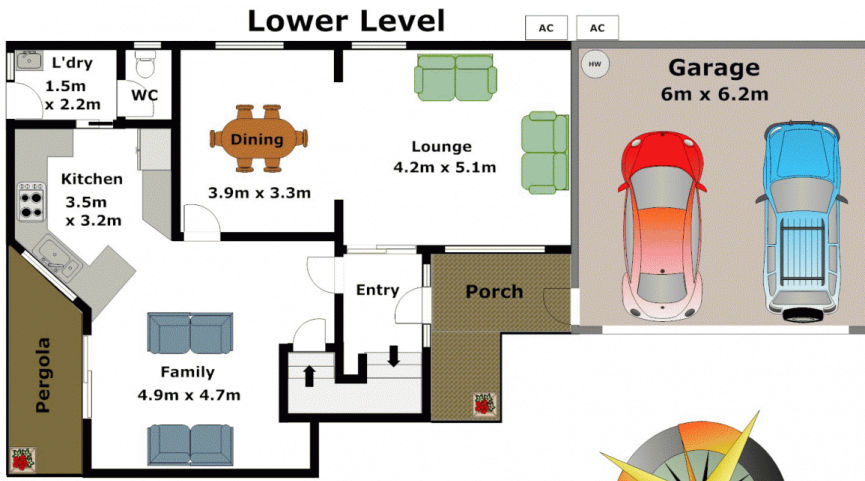 Lower Level
AC
AC
L'dry
1.5m
x 2.2m
WC
HW
Garage
6m x 6.2m
Dining
3.9m x 3.3m
Lounge
4.2m x 5.1m
Kitchen
3.5m
x 3.2m
Entry
Porch
Pergola
Family
4.9m x 4.7m